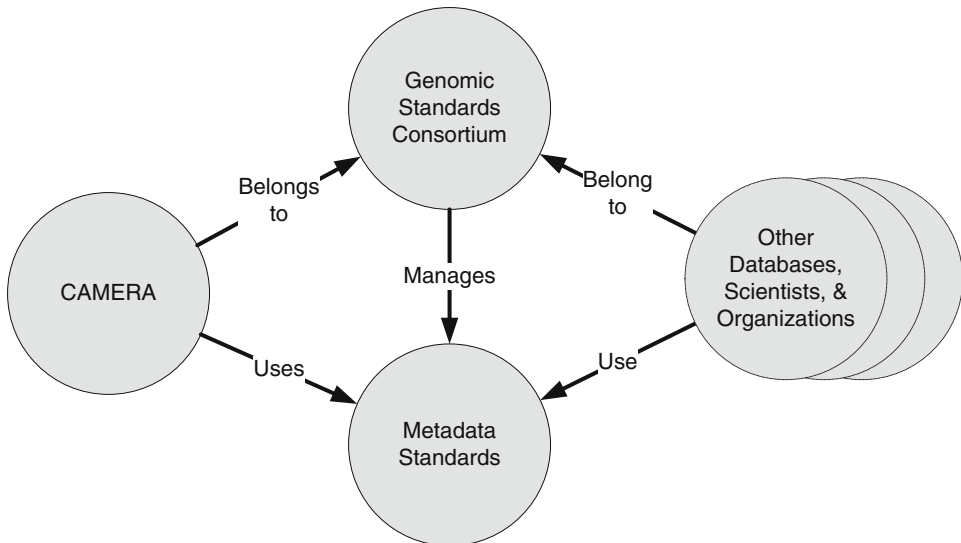 Genomic
Standards
Consortium
Belongs
to
Belong
to
CAMERA
Manages
Other
Databases,
Scientists, &
Organizations
Uses
Use
Metadata
Standards